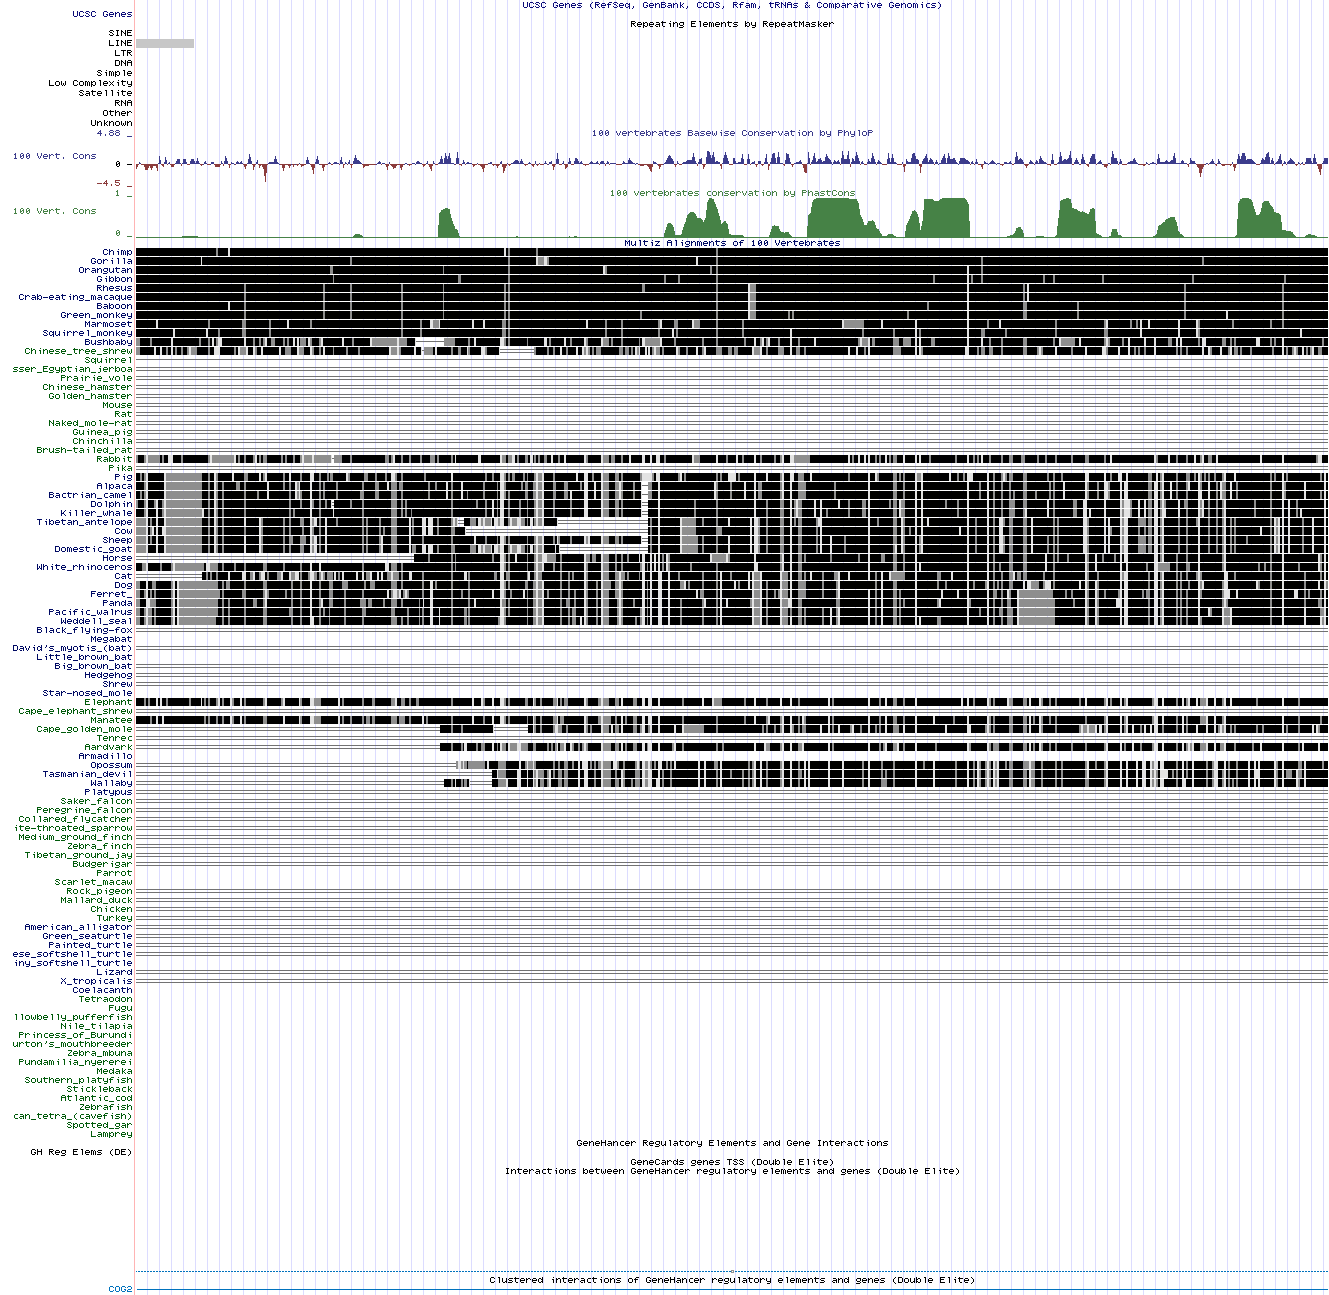 UCSC Genes (RefSeq, GenBank, CCDS, Rfam, tRNAs & Comparative Genomics)
UCSC Genes
Repeating Elements by RepeatMasker
SINE
LINE
LTR
DNA
Simple
Low Complexity
Satellite
RNA
Other
Unknown
4.88 _
100 vertebrates Basewise Conservation by PhyloP
100 Vert. Cons
0 -
-4.5 _
1 _
100 vertebrates conservation by PhastCons
100 Vert. Cons
0 _
Multiz Alignments of 100 Vertebrates
Chimp
Gorilla
Orangutan
Gibbon
Rhesus
Crab-eating_macaque
Baboon
Green_monkey
Marmoset
Squirrel_monkey
Bushbaby
Chinese_tree_shrew
Squirrel
sser_Egyptian_jerboa
Prairie_vole
Chinese_hamster
Golden_hamster
Mouse
Rat
Naked_mole-rat
Guinea_pig
Chinchilla
Brush-tailed_rat
Rabbit
Pika
Pig
Alpaca
Bactrian_camel
Dolphin
Killer_whale
Tibetan_antelope
Cow
Sheep
Domestic_goat
Horse
White_rhinoceros
Cat
Dog
Ferret_
Panda
Pacific_walrus
Weddell_seal
Black_flying-fox
Megabat
David's_myotis_(bat)
Little_brown_bat
Big_brown_bat
Hedgehog
Shrew
Star-nosed_mole
Elephant
Cape_elephant_shrew
Manatee
Cape_golden_mole
Tenrec
Aardvark
Armadillo
Opossum
Tasmanian_devil
Wallaby
Platypus
Saker_falcon
Peregrine_falcon
Collared_flycatcher
ite-throated_sparrow
Medium_ground_finch
Zebra_finch
Tibetan_ground_jay
Budgerigar
Parrot
Scarlet_macaw
Rock_pigeon
Mallard_duck
Chicken
Turkey
American_alligator
Green_seaturtle
Painted_turtle
ese_softshell_turtle
iny_softshell_turtle
Lizard
X_tropicalis
Coelacanth
Tetraodon
Fugu
llowbelly_pufferfish
Nile_tilapia
Princess_of_Burundi
urton's_mouthbreeder
Zebra_mbuna
Pundamilia_nyererei
Medaka
Southern_platyfish
Stickleback
Atlantic_cod
Zebrafish
can_tetra_(cavefish)
Spotted_gar
Lamprey
GeneHancer Regulatory Elements and Gene Interactions
GH Reg Elems (DE)
GeneCards genes TSS (Double Elite)
Interactions between GeneHancer regulatory elements and genes (Double Elite)
Clustered interactions of GeneHancer regulatory elements and genes (Double Elite)
COG2